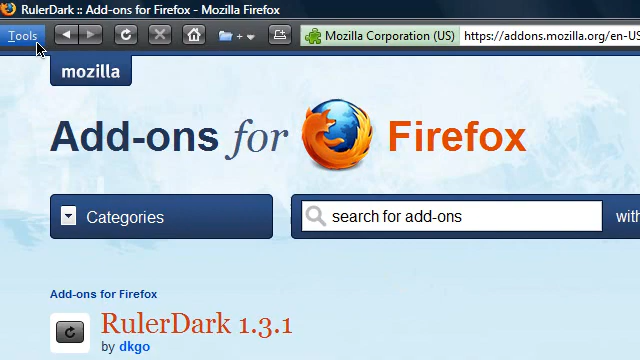 RulerDark :: Add-ons for Firefox - Mozilla Firefox
Tools
Mozilla Corporation (US)
https://addons.mozilla.org/en-US
mozilla
Add-ons for Firefox
Categories
search for add-ons
with
Add-ons for Firefox
RulerDark 1.3.1
by dkgo